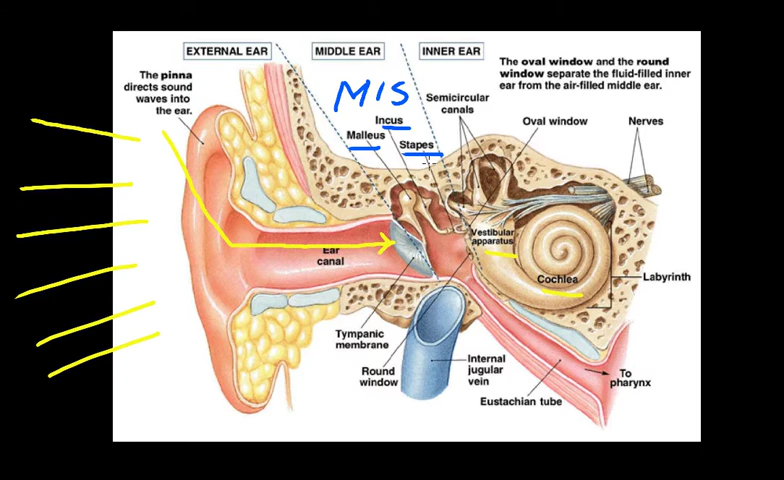 EXTERNAL EAR
MIDDLE EAR
INNER EAR
The pinna
directs sound
waves into
the ear.
The oval window and the round
window separate the fluid-filled inner
ear from the air-filled middle ear.
MIS
Malleus
Incus
Stapes
Semicircular
canals
Oval window
Nerves
Vestibular
apparatus
Cochlea
Labyrinth
Ear
canal
Tympanic
membrane
Round
window
Internal
jugular
vein
Eustachian tube
To
pharynx